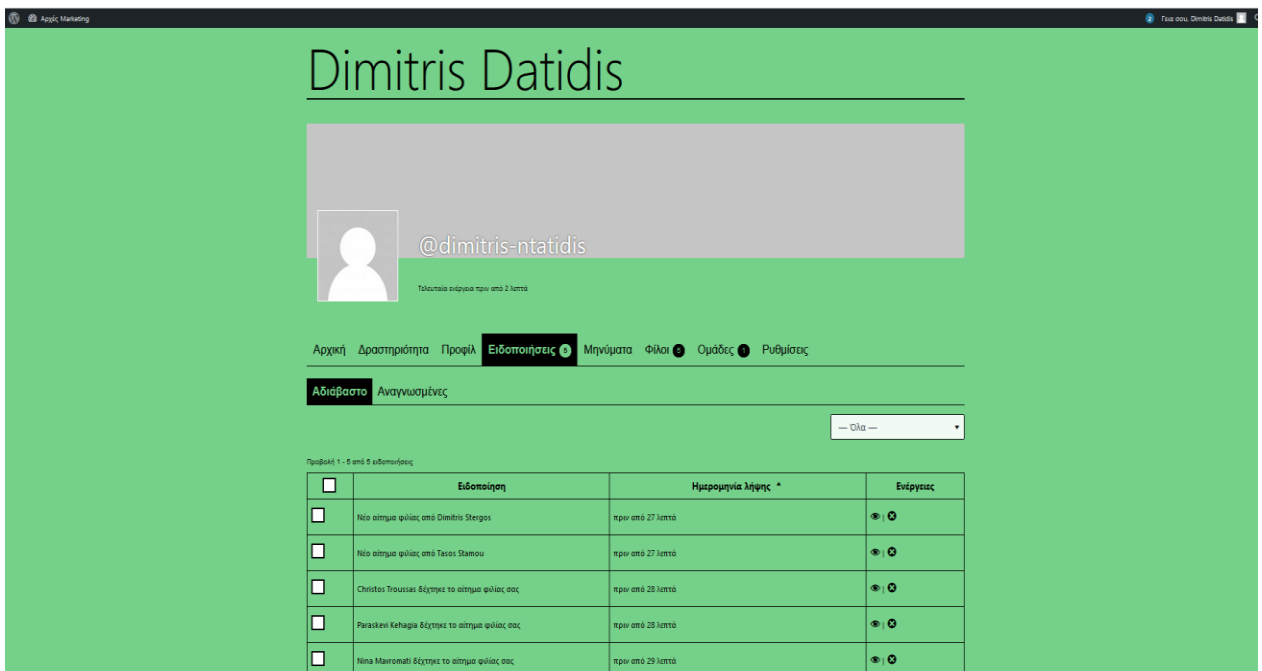 Αρχές Marketing
2 Γεια σου, Dimitris Datidis
Dimitris Datidis
@dimitris-ntatidis
Τελευταία ενέργεια πριν από 2 λεπτά
Αρχική Δραστηριότητα Προφίλ Ειδοποιήσεις 5 Μηνύματα Φίλοι 5 Ομάδες 1 Ρυθμίσεις
Αδιάβαστο Αναγνωσμένες
— Όλα —
Προβολή 1 - 5 από 5 ειδοποιήσεις
Ειδοποίηση Ημερομηνία λήψης Ενέργειες
Νέο αίτημα φιλίας από Dimitris Stergos πριν από 27 λεπτά |
Νέο αίτημα φιλίας από Tasos Stamou πριν από 27 λεπτά |
Christos Troussas δέχτηκε το αίτημα φιλίας σας πριν από 28 λεπτά |
Paraskevi Kehagia δέχτηκε το αίτημα φιλίας σας πριν από 28 λεπτά |
Nina Mavromati δέχτηκε το αίτημα φιλίας σας πριν από 29 λεπτά |